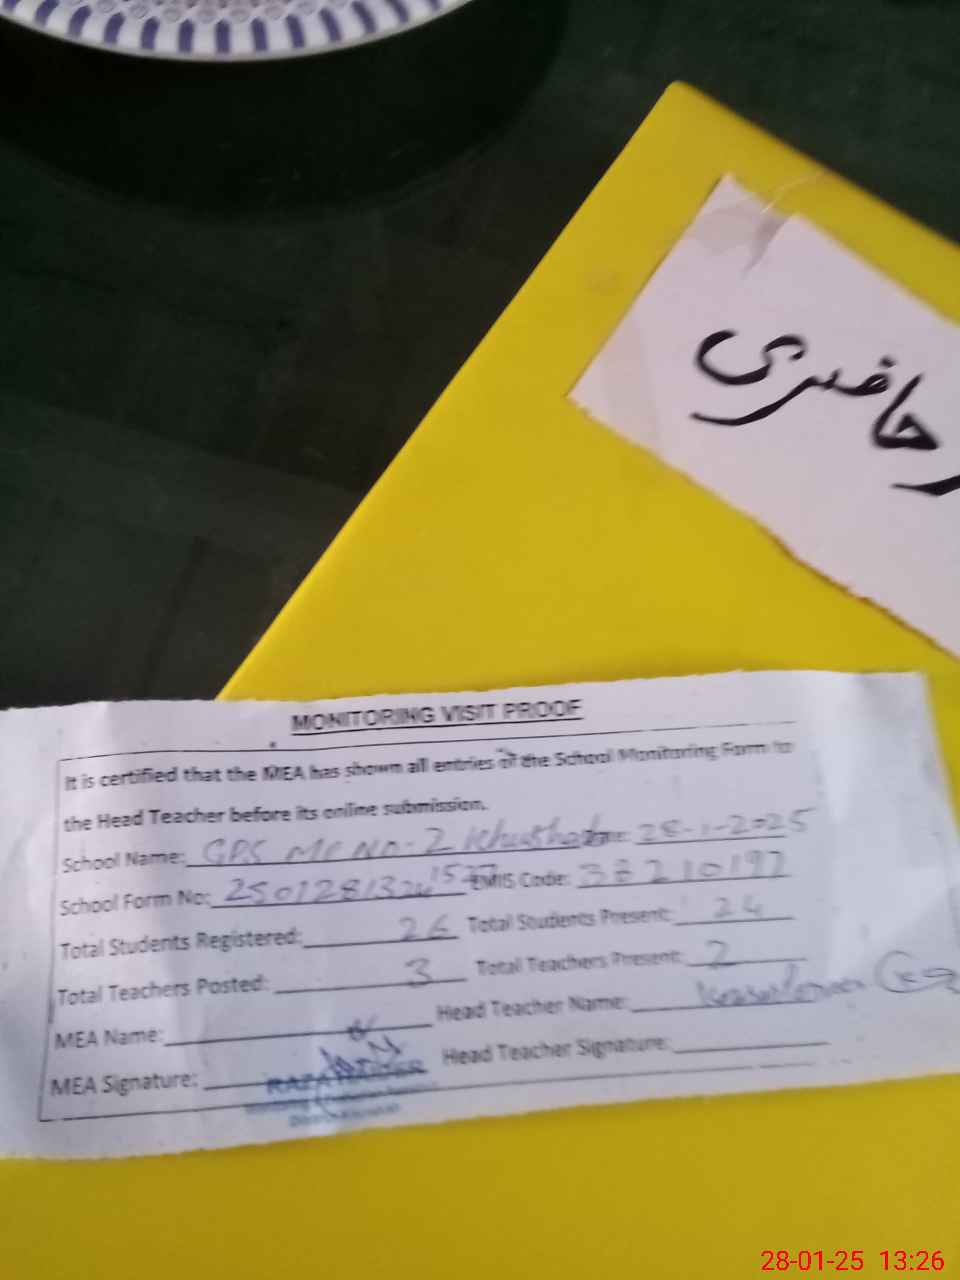 حاضری
MONITORING VISIT PROOF
It is certified that the MEA has shown all entries of the School Monitoring Form to
the Head Teacher before its online submission.
School Name: GPS MC NO-2 Date: 28-1-2025
School Form No: EMIS Code: 38210197
Total Students Registered: 26 Total Students Present: 24
Total Teachers Posted: 3 Total Teachers Present: 2
MEA Name: Head Teacher Name:
MEA Signature: Head Teacher Signature:
28-01-25 13:26